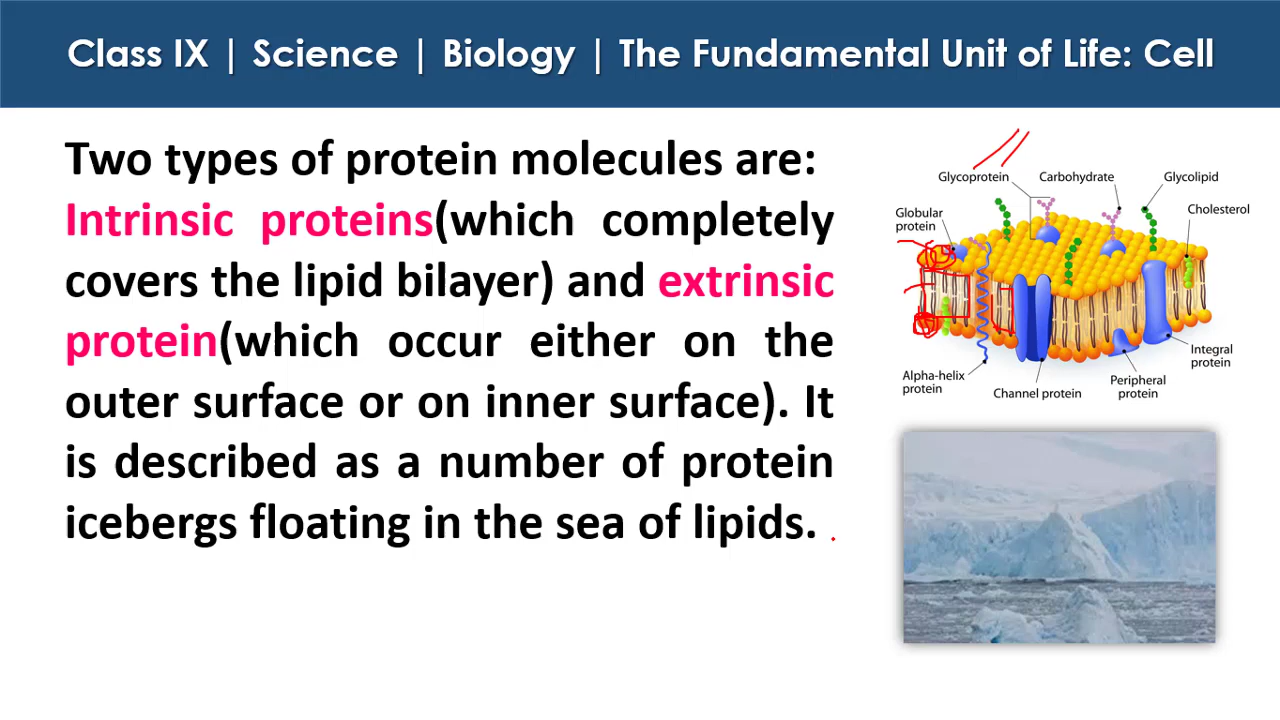 Class IX | Science | Biology | The Fundamental Unit of Life: Cell
Two types of protein molecules are:
Intrinsic proteins(which completely
covers the lipid bilayer) and extrinsic
protein(which occur either on the
outer surface or on inner surface). It
is described as a number of protein
icebergs floating in the sea of lipids.
Glycoprotein
Carbohydrate
Glycolipid
Globular
protein
Cholesterol
Alpha-helix
protein
Channel protein
Peripheral
protein
Integral
protein